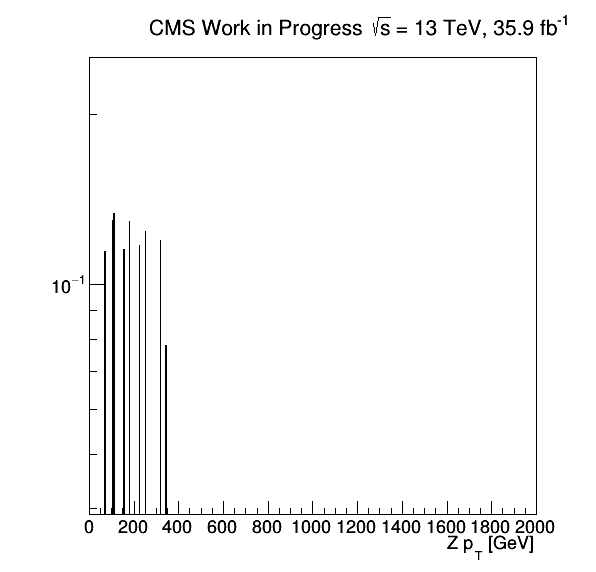 CMS Work in Progress √s = 13 TeV, 35.9 fb⁻¹
10⁻¹
0 200 400 600 800 1000 1200 1400 1600 1800 2000
Z p_T [GeV]